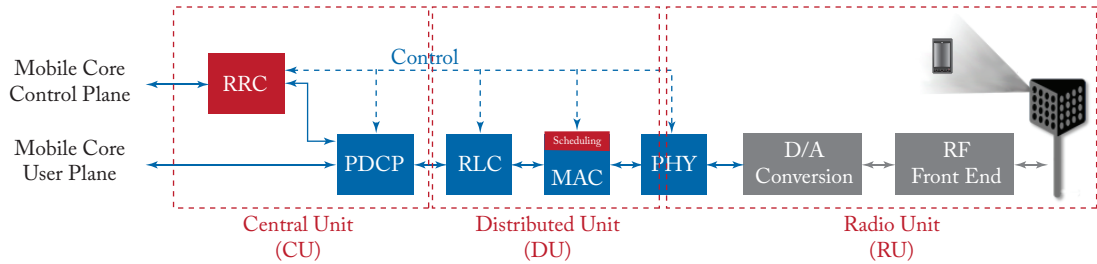 Control
Mobile Core
Control Plane
RRC
Mobile Core
User Plane
PDCP
RLC
Scheduling
MAC
PHY
D/A
Conversion
RF
Front End
Central Unit
(CU)
Distributed Unit
(DU)
Radio Unit
(RU)